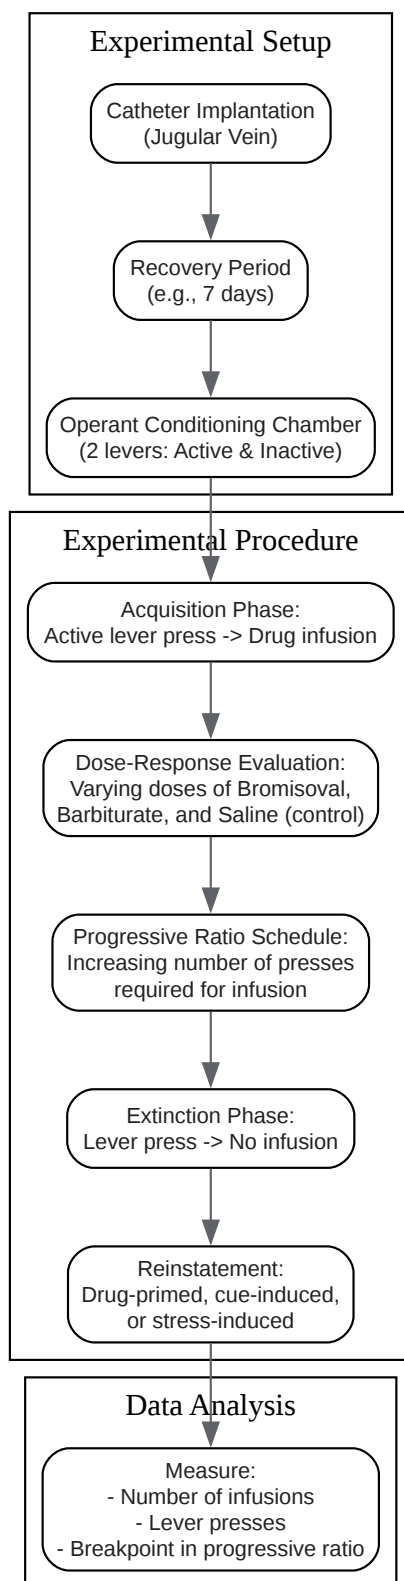 Experimental Setup
Catheter Implantation
(Jugular Vein)
Recovery Period
(e.g., 7 days)
Operant Conditioning Chamber
(2 levers: Active & Inactive)
Experimental Procedure
Acquisition Phase:
Active lever press -> Drug infusion
Dose-Response Evaluation:
Varying doses of Bromisoval,
Barbiturate, and Saline (control)
Progressive Ratio Schedule:
Increasing number of presses
required for infusion
Extinction Phase:
Lever press -> No infusion
Reinstatement:
Drug-primed, cue-induced,
or stress-induced
Data Analysis
Measure:
- Number of infusions
- Lever presses
- Breakpoint in progressive ratio